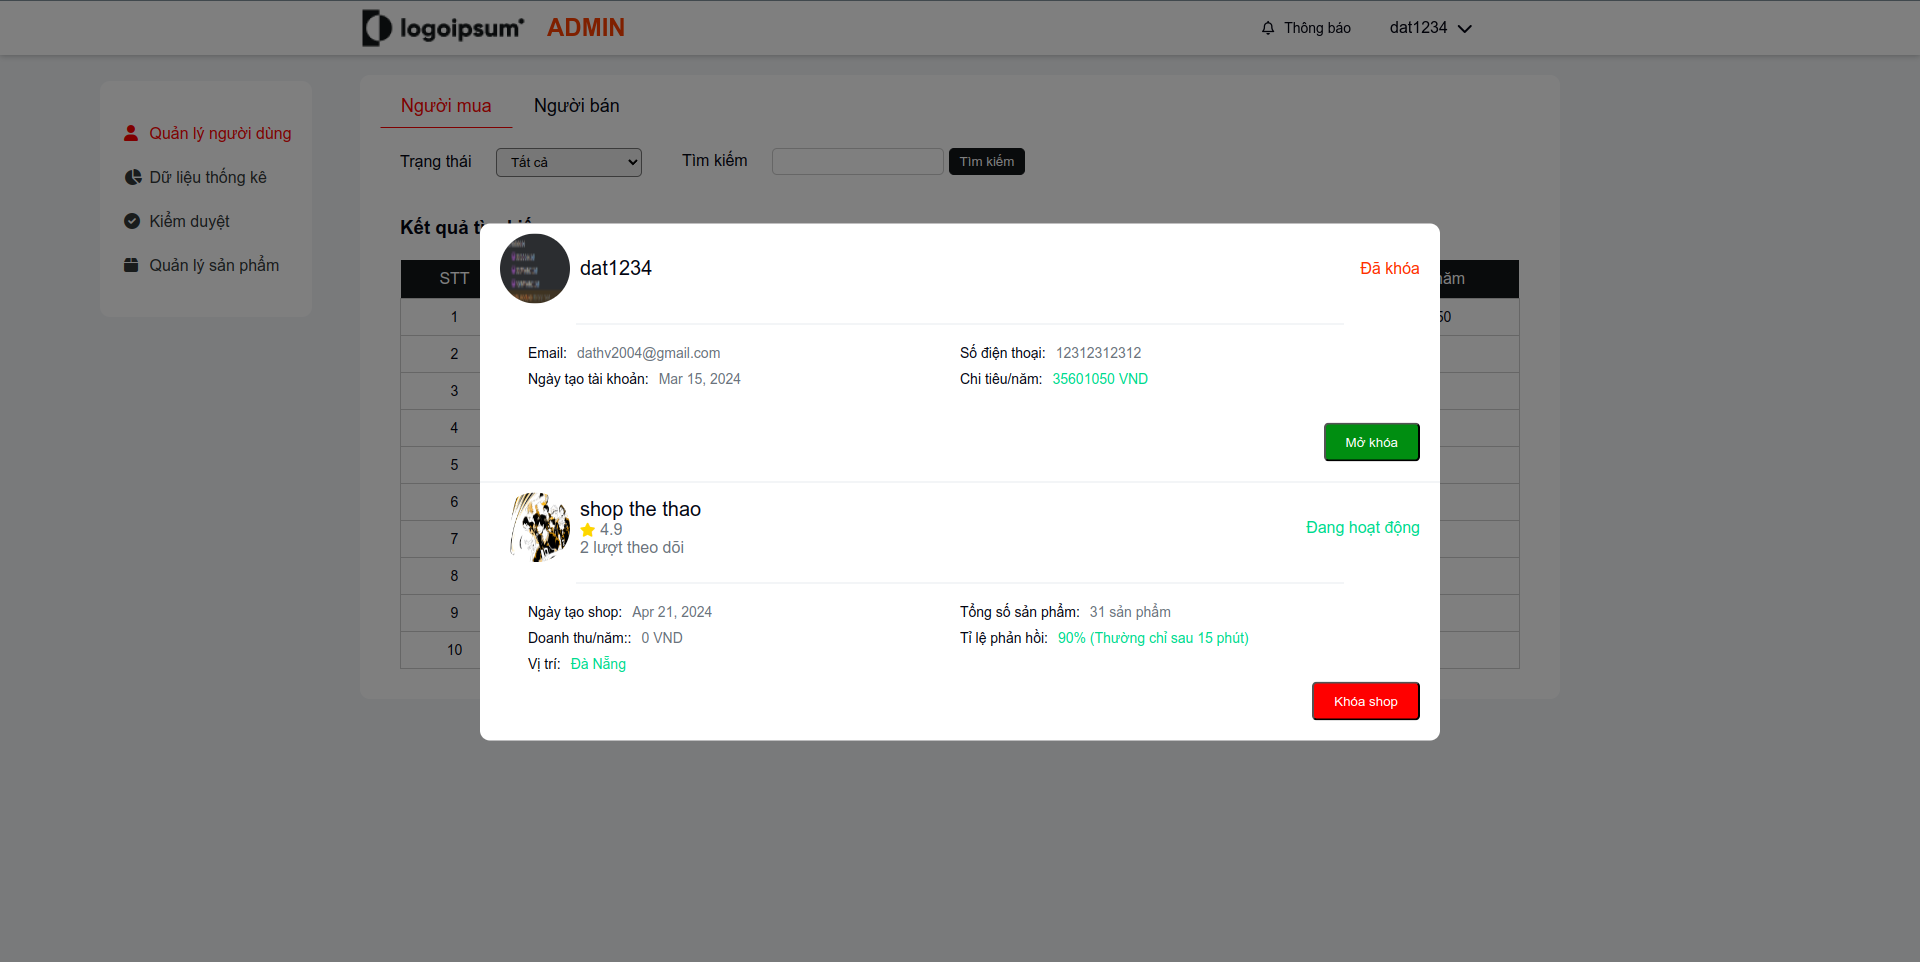 logoipsum ADMIN Thông báo dat1234
Quản lý người dùng
Dữ liệu thống kê
Kiểm duyệt
Quản lý sản phẩm
Người mua Người bán
Trạng thái Tất cả Tìm kiếm Tìm kiếm
Kết quả
STT năm
1 50
2
3
4
5
6
7
8
9
10
dat1234 Đã khóa
Email: dathv2004@gmail.com Số điện thoại: 12312312312
Ngày tạo tài khoản: Mar 15, 2024 Chi tiêu/năm: 35601050 VND
Mở khóa
shop the thao
4.9
2 lượt theo dõi
Đang hoạt động
Ngày tạo shop: Apr 21, 2024 Tổng số sản phẩm: 31 sản phẩm
Doanh thu/năm:: 0 VND Tỉ lệ phản hồi: 90% (Thường chỉ sau 15 phút)
Vị trí: Đà Nẵng
Khóa shop